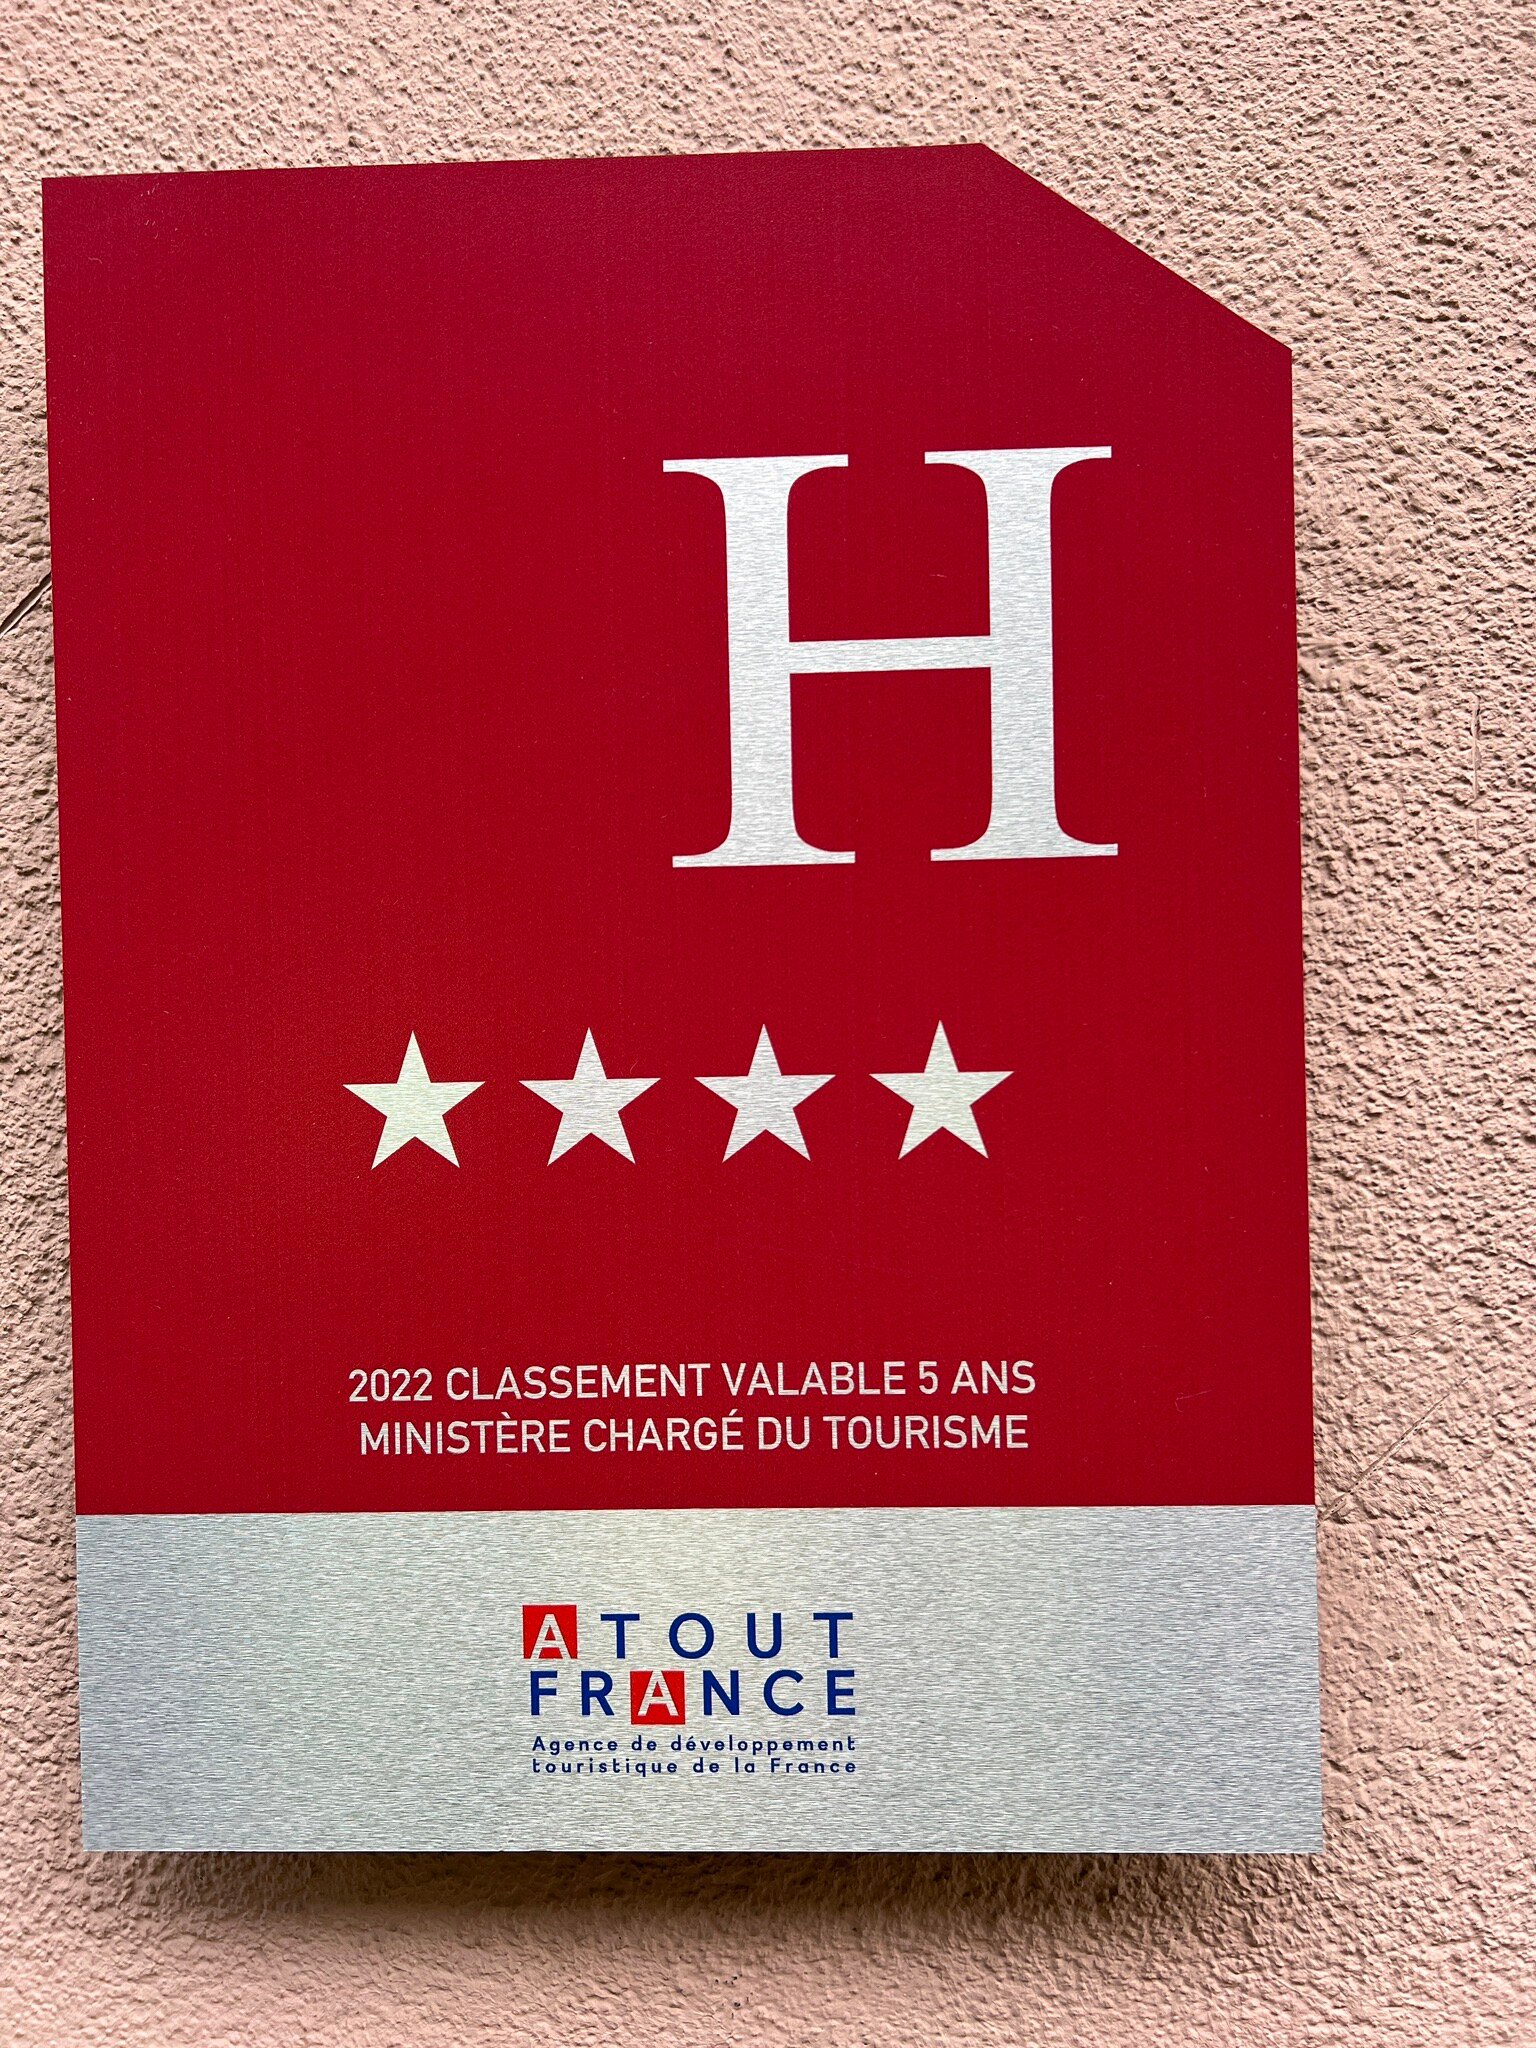 H
2022 CLASSEMENT VALABLE 5 ANS
MINISTÈRE CHARGÉ DU TOURISME
ATOUT
FRANCE
Agence de développement
touristique de la France